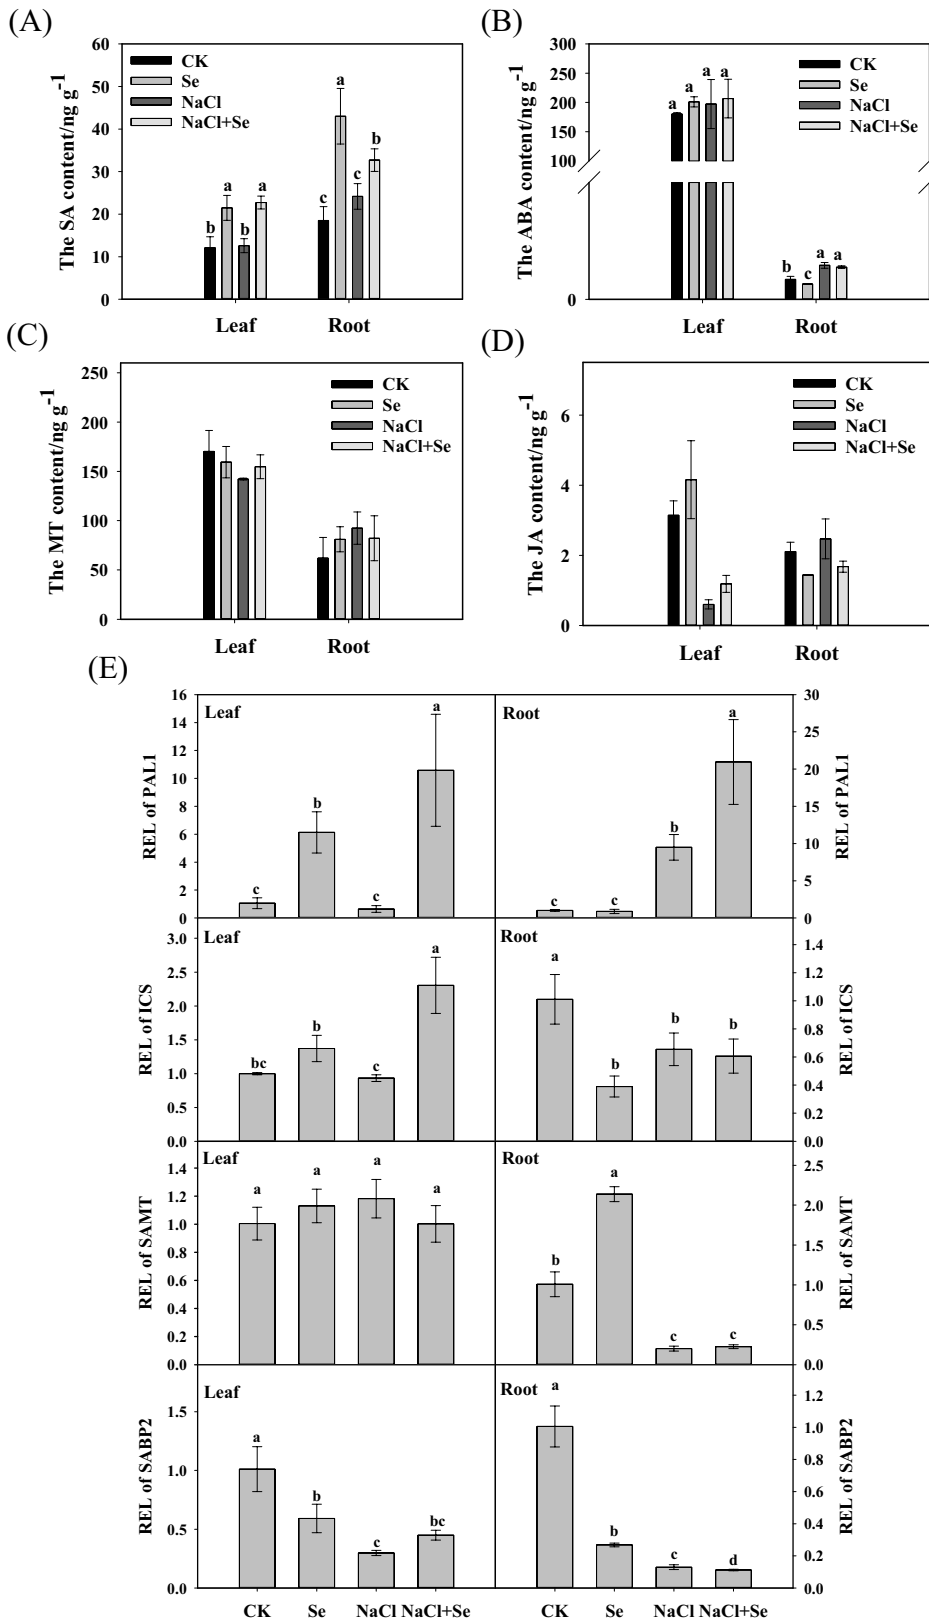 (A)
The SA content/ng g-1
60
50
40
30
20
10
0
CK
Se
NaCl
NaCl+Se
b
a
b
a
c
a
c
b
Leaf
Root
(B)
The ABA content/ng g-1
300
250
200
150
100
0
CK
Se
NaCl
NaCl+Se
a
a
a
a
b
c
a
a
Leaf
Root
(C)
The MT content/ng g-1
250
200
150
100
50
0
CK
Se
NaCl
NaCl+Se
Leaf
Root
(D)
The JA content/ng g-1
6
4
2
0
CK
Se
NaCl
NaCl+Se
Leaf
Root
(E)
REL of PAL1
16
14
12
10
8
6
4
2
0
Leaf
c
b
c
a
Root
c
c
b
a
30
25
20
15
10
5
0
REL of PAL1
REL of ICS
3.0
2.5
2.0
1.5
1.0
0.5
0.0
Leaf
bc
b
c
a
Root
a
b
b
b
1.4
1.2
1.0
0.8
0.6
0.4
0.2
0.0
REL of ICS
REL of SAMT
1.4
1.2
1.0
0.8
0.6
0.4
0.2
0.0
Leaf
a
a
a
a
Root
b
a
c
c
2.5
2.0
1.5
1.0
0.5
0.0
REL of SAMT
REL of SABP2
1.5
1.0
0.5
0.0
Leaf
a
b
c
bc
Root
a
b
c
d
1.2
1.0
0.8
0.6
0.4
0.2
0.0
REL of SABP2
CK Se NaCl NaCl+Se
CK Se NaCl NaCl+Se